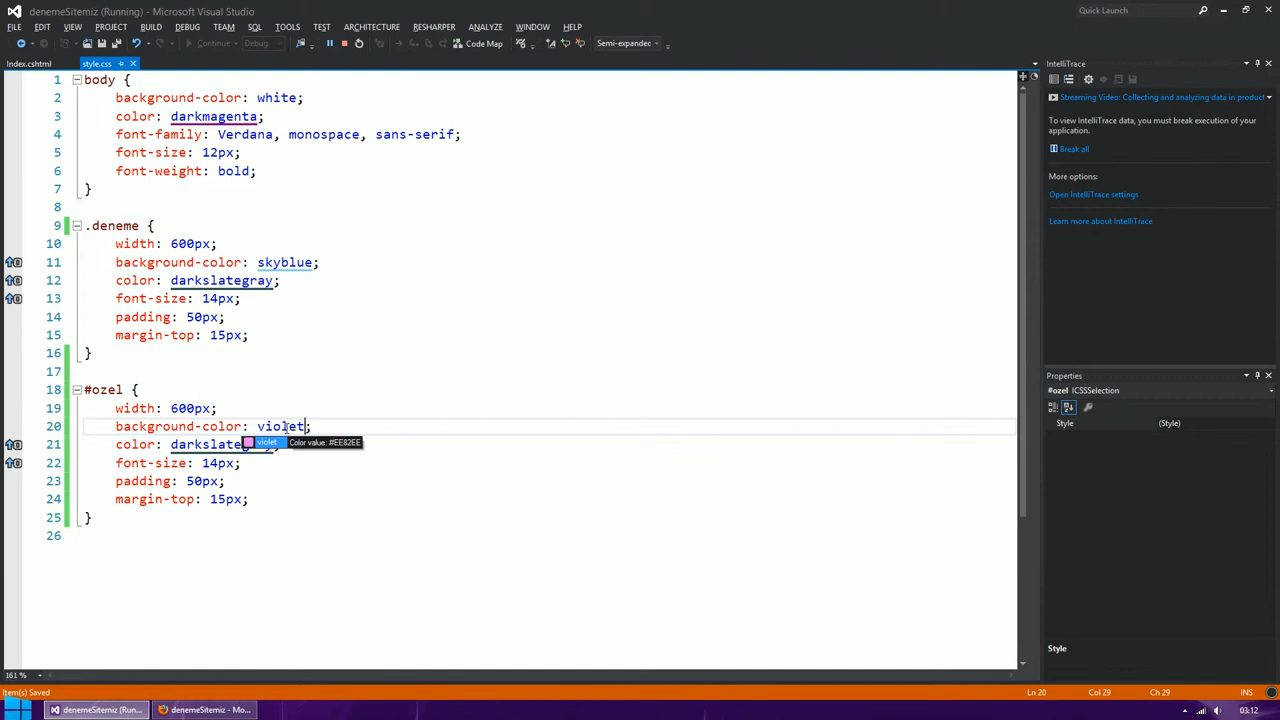 denemeSitemiz (Running) - Microsoft Visual Studio
Quick Launch
FILE EDIT VIEW PROJECT BUILD DEBUG TEAM SQL TOOLS TEST ARCHITECTURE RESHARPER ANALYZE WINDOW HELP
Continue Debug Code Map Semi-expanded
Index.cshtml style.css
1 body {
2 background-color: white;
3 color: darkmagenta;
4 font-family: Verdana, monospace, sans-serif;
5 font-size: 12px;
6 font-weight: bold;
7 }
8
9 .deneme {
10 width: 600px;
11 background-color: skyblue;
12 color: darkslategray;
13 font-size: 14px;
14 padding: 50px;
15 margin-top: 15px;
16 }
17
18 #ozel {
19 width: 600px;
20 background-color: violet;
violet Color value: #EE82EE
21 color: darkslategray;
22 font-size: 14px;
23 padding: 50px;
24 margin-top: 15px;
25 }
26
161 %
IntelliTrace
Streaming Video: Collecting and analyzing data in product
To view IntelliTrace data, you must break execution of your
application.
Break all
More options:
Open IntelliTrace settings
Learn more about IntelliTrace
Properties
#ozel ICSSSelection
Style (Style)
Style
Item(s) Saved Ln 20 Col 29 Ch 29 INS
denemeSitemiz (Run... denemeSitemiz - Mo... 03:12